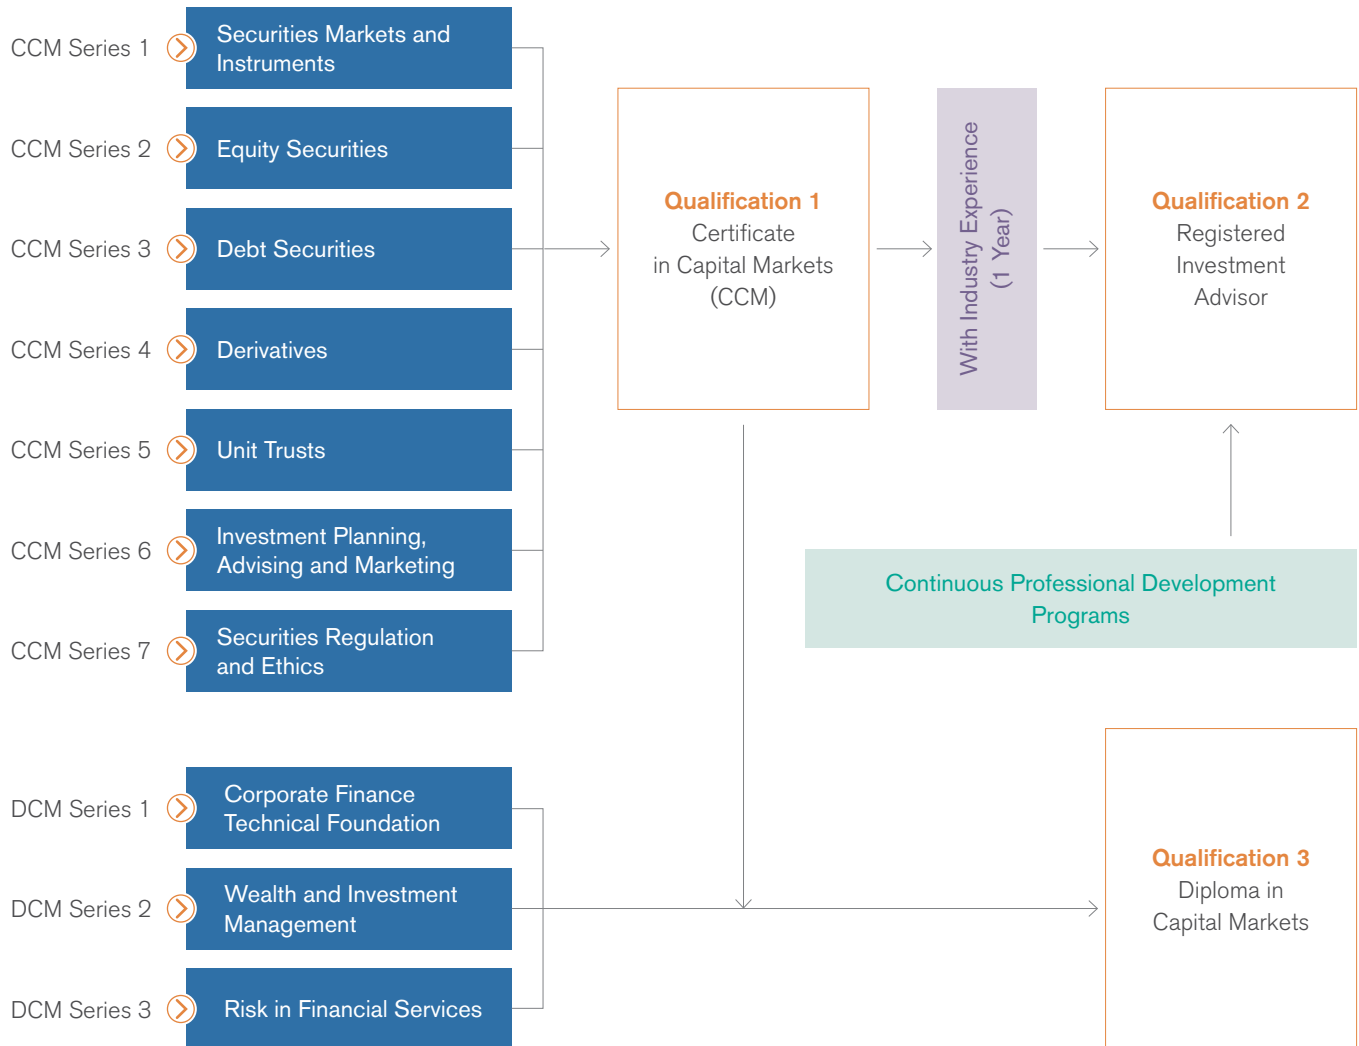 CCM Series 1
Securities Markets and
Instruments
CCM Series 2
Equity Securities
CCM Series 3
Debt Securities
CCM Series 4
Derivatives
CCM Series 5
Unit Trusts
CCM Series 6
Investment Planning,
Advising and Marketing
CCM Series 7
Securities Regulation
and Ethics
Qualification 1
Certificate
in Capital Markets
(CCM)
With Industry Experience
(1 Year)
Qualification 2
Registered
Investment
Advisor
Continuous Professional Development
Programs
DCM Series 1
Corporate Finance
Technical Foundation
DCM Series 2
Wealth and Investment
Management
DCM Series 3
Risk in Financial Services
Qualification 3
Diploma in
Capital Markets